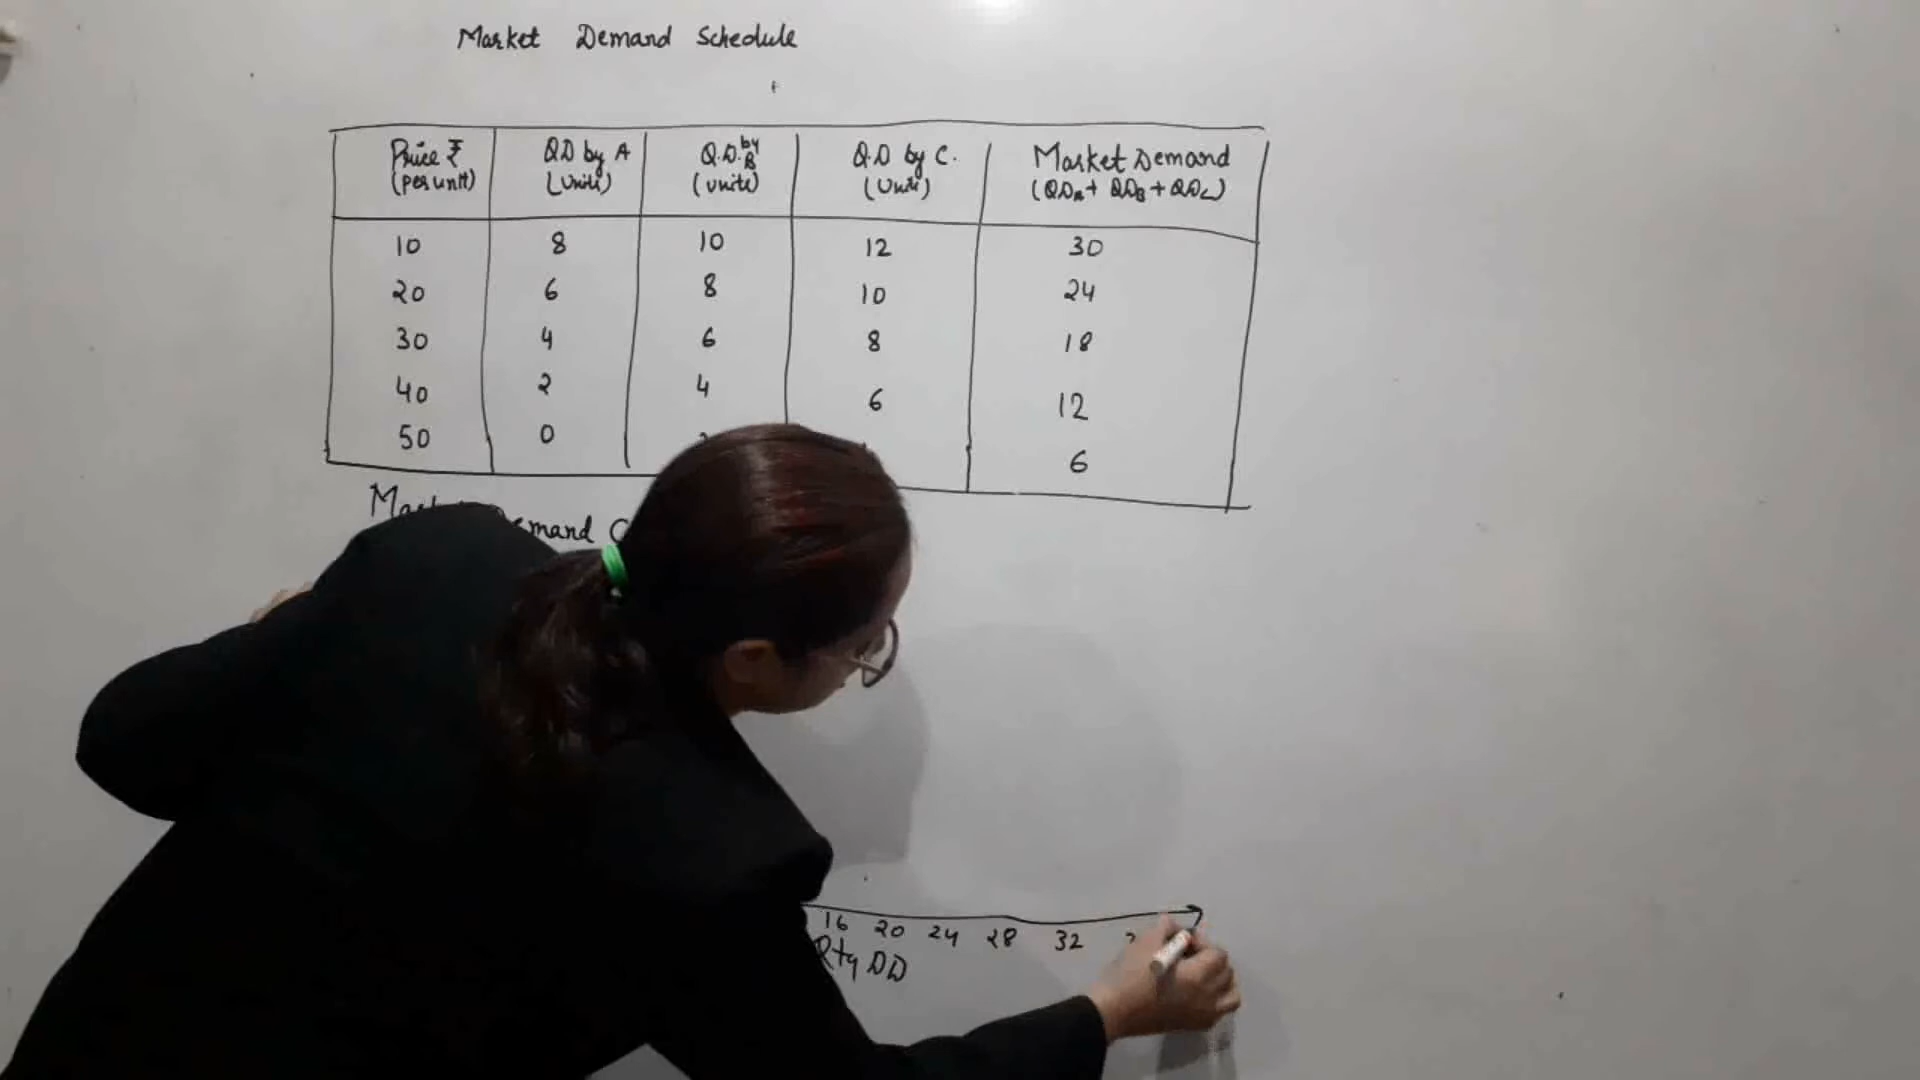 Market Demand Schedule
Price ₹ (per unit) QD by A (Units) Q.D. by B (units) Q.D by C. (Unit) Market Demand (QDA + QDB + QDC)
10 8 10 12 30
20 6 8 10 24
30 4 6 8 18
40 2 4 6 12
50 0 6
Demand
16 20 24 28 32
Qty DD